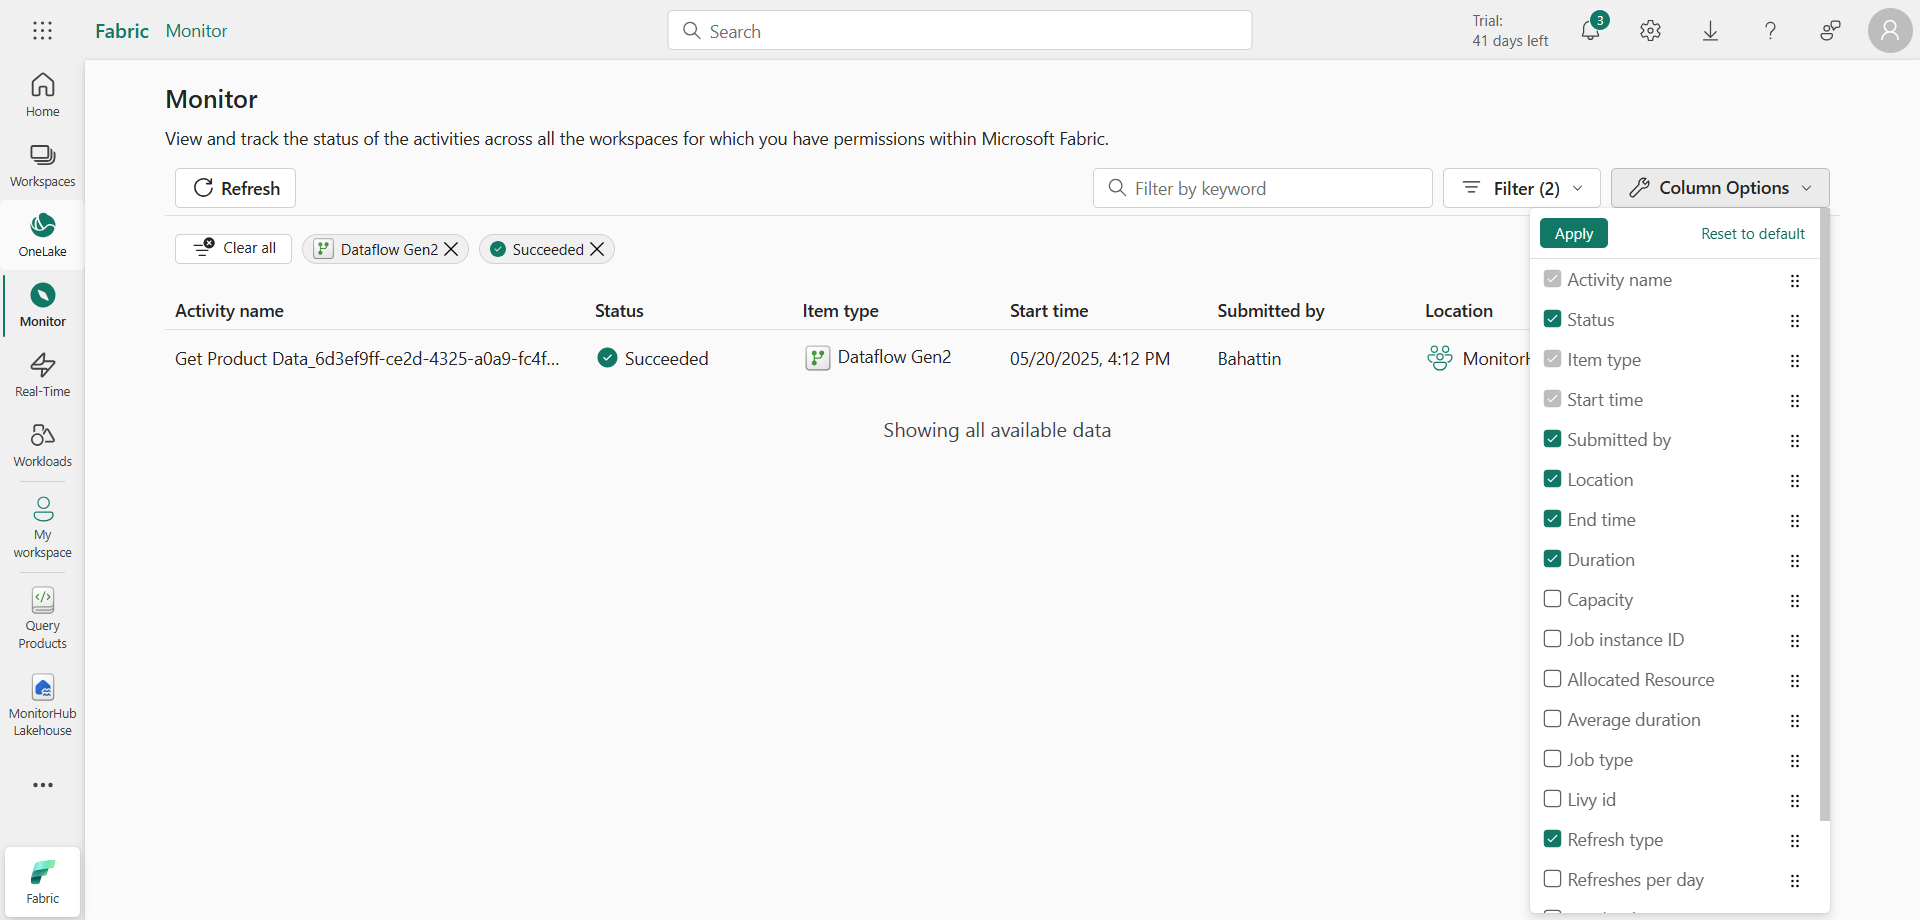 Fabric Monitor
Search
Trial:
41 days left
3
Home
Workspaces
OneLake
Monitor
Real-Time
Workloads
My
workspace
Query
Products
MonitorHub
Lakehouse
Fabric
Monitor
View and track the status of the activities across all the workspaces for which you have permissions within Microsoft Fabric.
Refresh
Filter by keyword
Filter (2)
Column Options
Clear all
Dataflow Gen2
Succeeded
Activity name Status Item type Start time Submitted by Location
Get Product Data_6d3ef9ff-ce2d-4325-a0a9-fc4f... Succeeded Dataflow Gen2 05/20/2025, 4:12 PM Bahattin MonitorH
Showing all available data
Apply
Reset to default
Activity name
Status
Item type
Start time
Submitted by
Location
End time
Duration
Capacity
Job instance ID
Allocated Resource
Average duration
Job type
Livy id
Refresh type
Refreshes per day